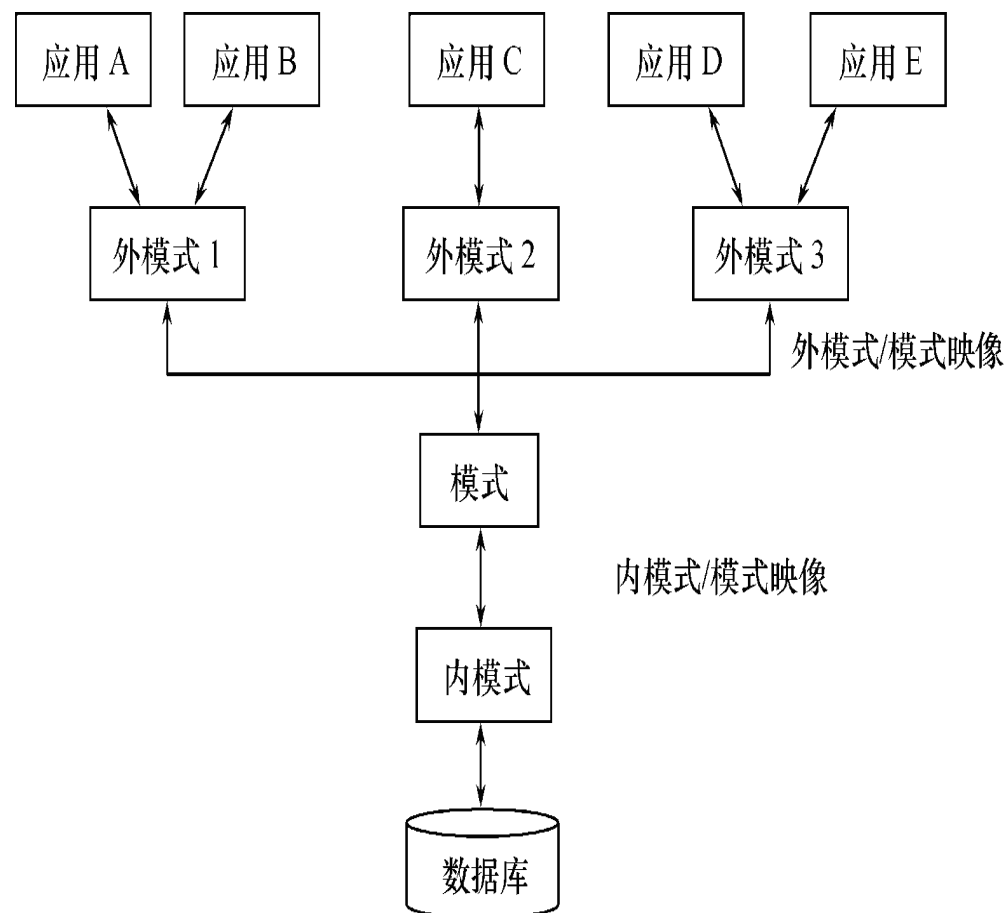 应用 A
应用 B
应用 C
应用 D
应用 E
外模式 1
外模式 2
外模式 3
外模式/模式映像
模式
内模式/模式映像
内模式
数据库